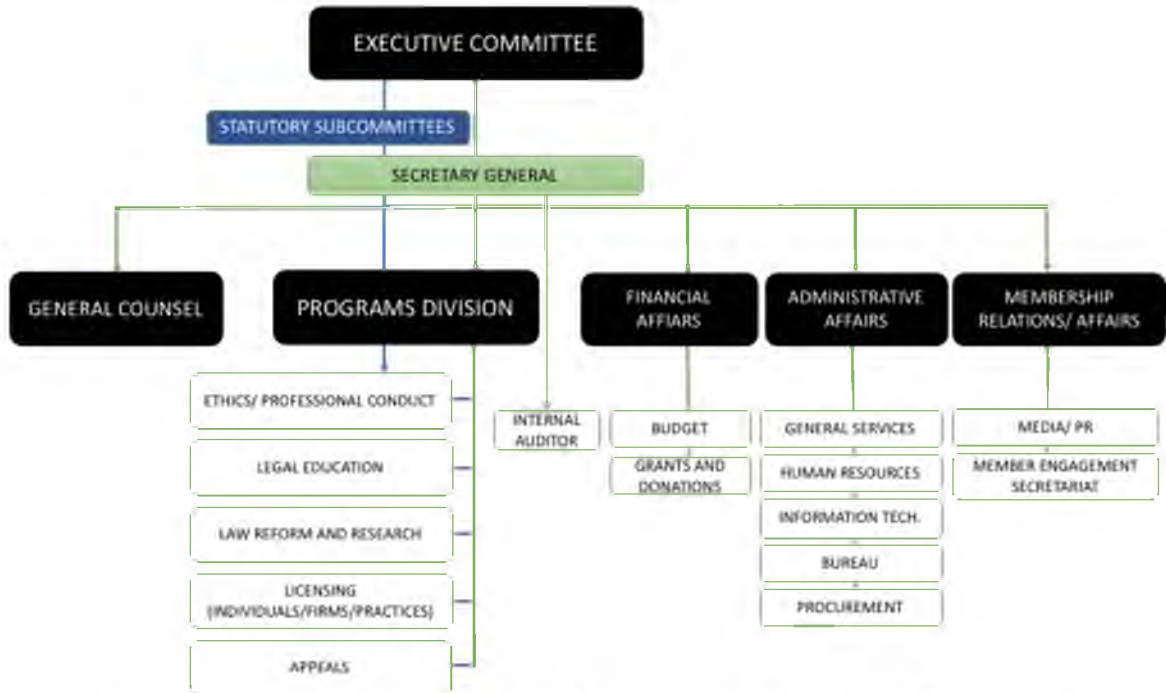 EXECUTIVE COMMITTEE
STATUTORY SUBCOMMITTEES
SECRETARY GENERAL
GENERAL COUNSEL
PROGRAMS DIVISION
FINANCIAL
AFFIARS
ADMINISTRATIVE
AFFAIRS
MEMBERSHIP
RELATIONS/ AFFAIRS
ETHICS/ PROFESSIONAL CONDUCT
LEGAL EDUCATION
LAW REFORM AND RESEARCH
LICENSING
(INDIVIDUALS/FIRMS/PRACTICES)
APPEALS
INTERNAL
AUDITOR
BUDGET
GRANTS AND
DONATIONS
GENERAL SERVICES
HUMAN RESOURCES
INFORMATION TECH.
BUREAU
PROCUREMENT
MEDIA/ PR
MEMBER ENGAGEMENT
SECRETARIAT